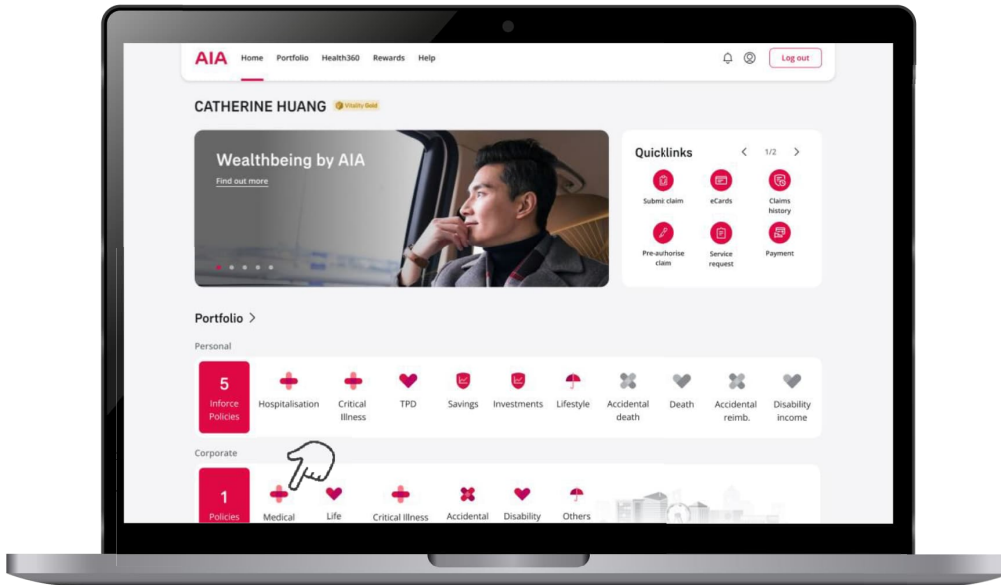 AIA Home Portfolio Health360 Rewards Help Log out
CATHERINE HUANG Vitality Gold
Wealthbeing by AIA
Find out more
Quicklinks 1/2
Submit claim eCards Claims
history
Pre-authorise Service Payment
claim request
Portfolio >
Personal
5
Inforce Hospitalisation Critical TPD Savings Investments Lifestyle Accidental Death Accidental Disability
Policies Illness death reimb. income
Corporate
1
Policies Medical Life Critical Illness Accidental Disability Others